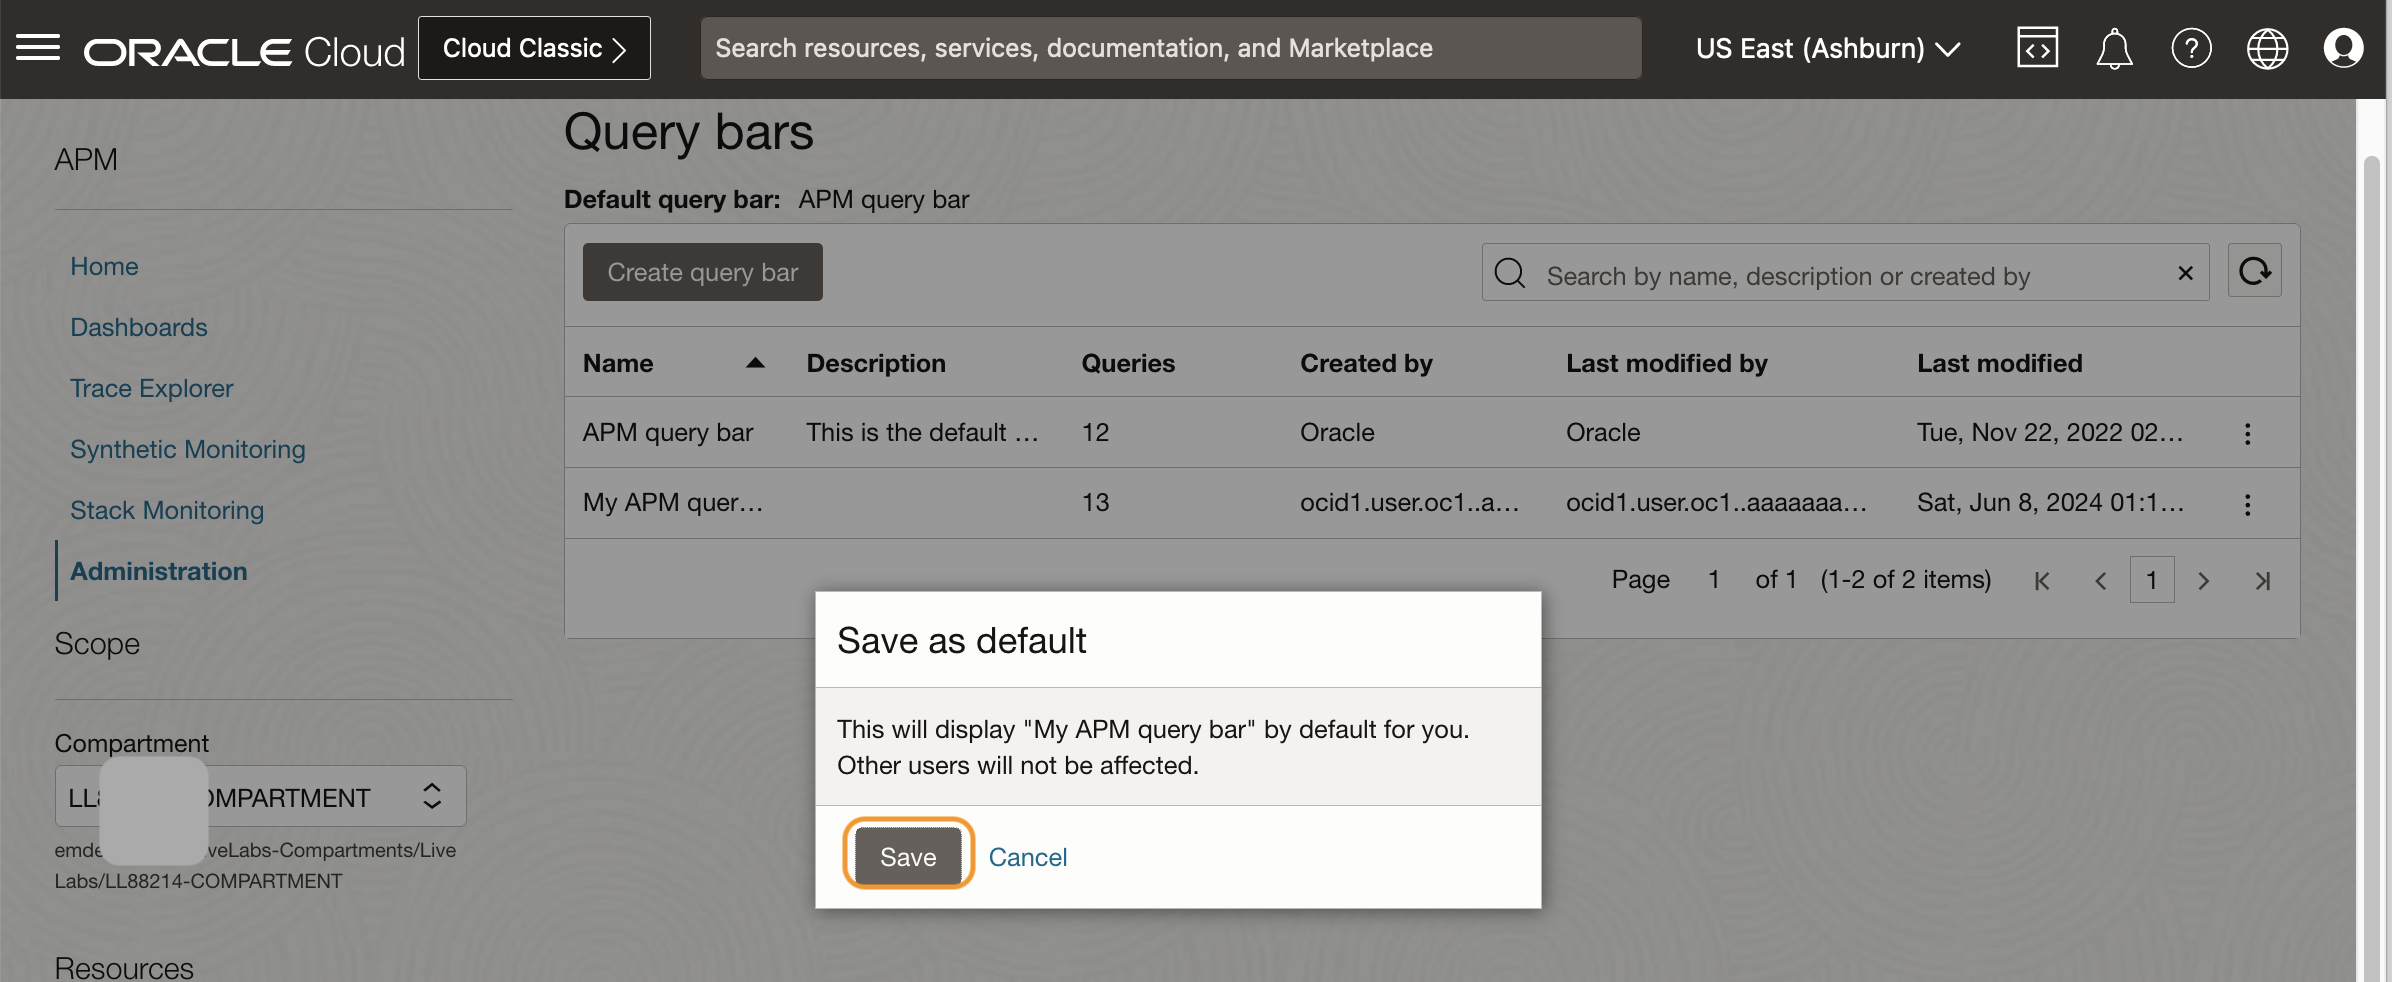 ORACLE Cloud
Cloud Classic
Search resources, services, documentation, and Marketplace
US East (Ashburn)
APM
Home
Dashboards
Trace Explorer
Synthetic Monitoring
Stack Monitoring
Administration
Scope
Compartment
LL OMPARTMENT
emde veLabs-Compartments/Live
Labs/LL88214-COMPARTMENT
Resources
Query bars
Default query bar: APM query bar
Create query bar
Search by name, description or created by
Name Description Queries Created by Last modified by Last modified
APM query bar This is the default ... 12 Oracle Oracle Tue, Nov 22, 2022 02...
My APM quer... 13 ocid1.user.oc1..a... ocid1.user.oc1..aaaaaaa... Sat, Jun 8, 2024 01:1...
Page 1 of 1 (1-2 of 2 items) 1
Save as default
This will display "My APM query bar" by default for you.
Other users will not be affected.
Save Cancel